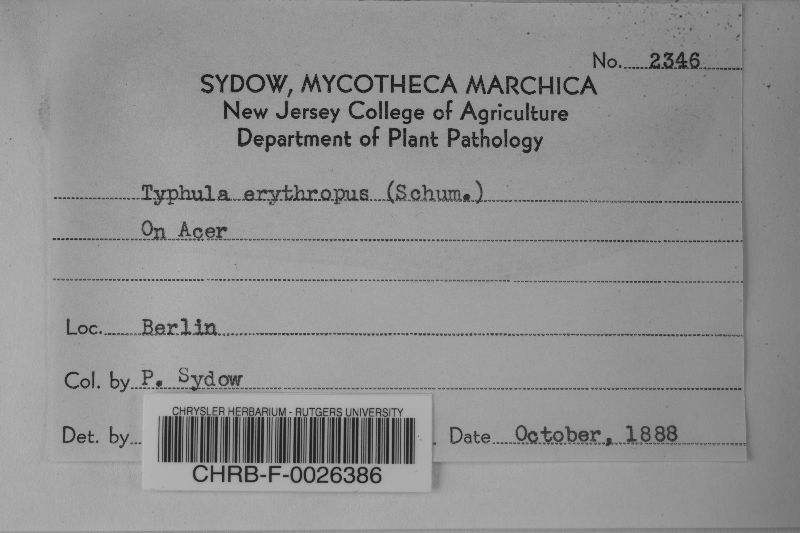 No. 2346
SYDOW, MYCOTHECA MARCHICA
New Jersey College of Agriculture
Department of Plant Pathology
Typhula erythropus (Schum.)
On Acer
Loc. Berlin
Col. by P. Sydow
Det. by
Date October, 1888
CHRYSLER HERBARIUM - RUTGERS UNIVERSITY
CHRB-F-0026386